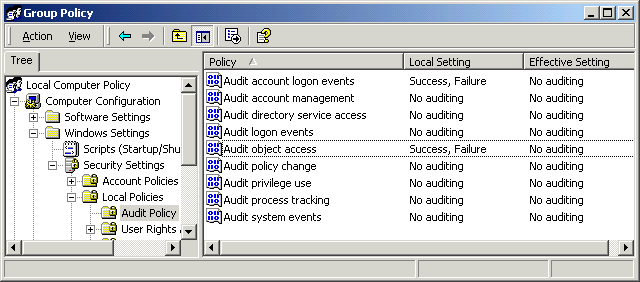 Group Policy
Action View
Tree
Local Computer Policy
Computer Configuration
Software Settings
Windows Settings
Scripts (Startup/Shu
Security Settings
Account Policies
Local Policies
Audit Policy
User Rights
Policy Local Setting Effective Setting
Audit account logon events Success, Failure No auditing
Audit account management No auditing No auditing
Audit directory service access No auditing No auditing
Audit logon events No auditing No auditing
Audit object access Success, Failure No auditing
Audit policy change No auditing No auditing
Audit privilege use No auditing No auditing
Audit process tracking No auditing No auditing
Audit system events No auditing No auditing